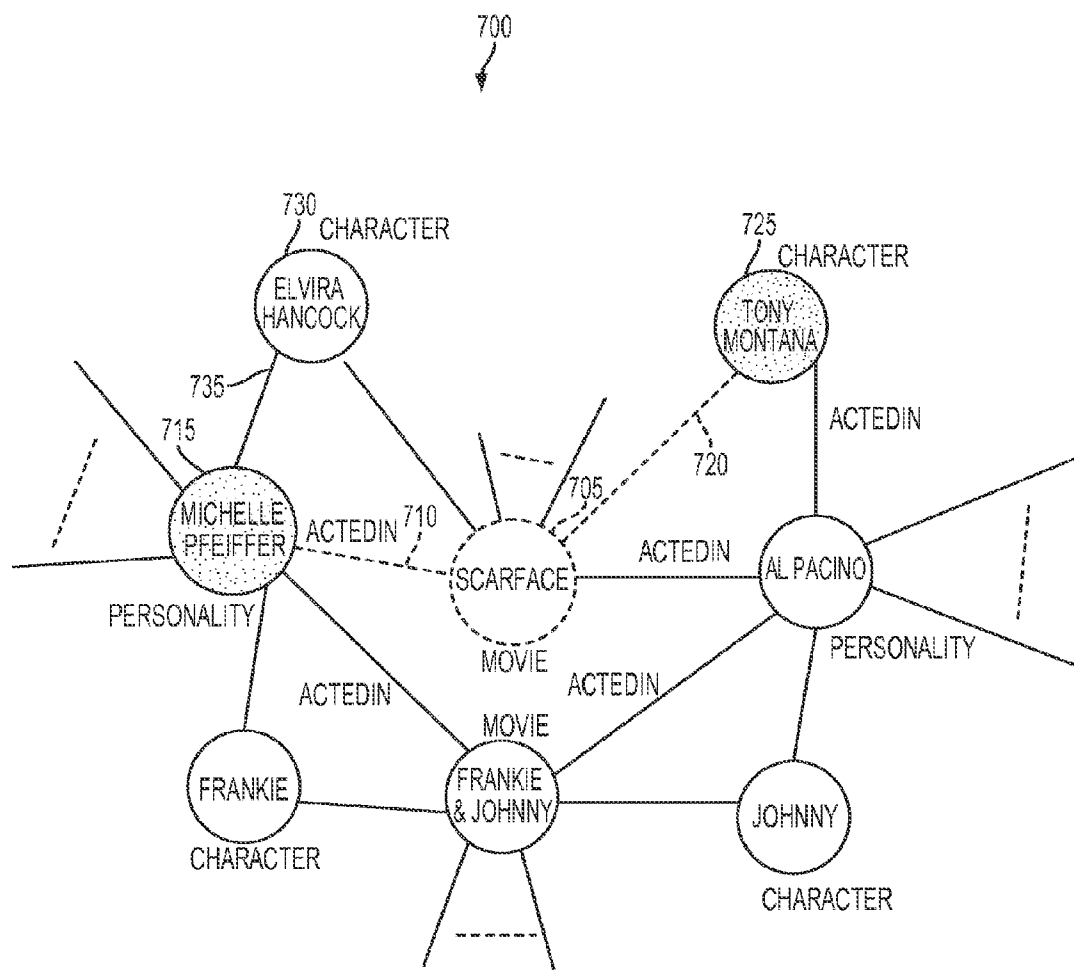 700
730
CHARACTER
ELVIRA
HANCOCK
725
CHARACTER
TONY
MONTANA
735
715
ACTEDIN
720
705
MICHELLE
PFEIFFER
ACTEDIN
710
SCARFACE
ACTEDIN
AL PACINO
PERSONALITY
MOVIE
PERSONALITY
ACTEDIN
ACTEDIN
MOVIE
FRANKIE
FRANKIE
& JOHNNY
JOHNNY
CHARACTER
CHARACTER